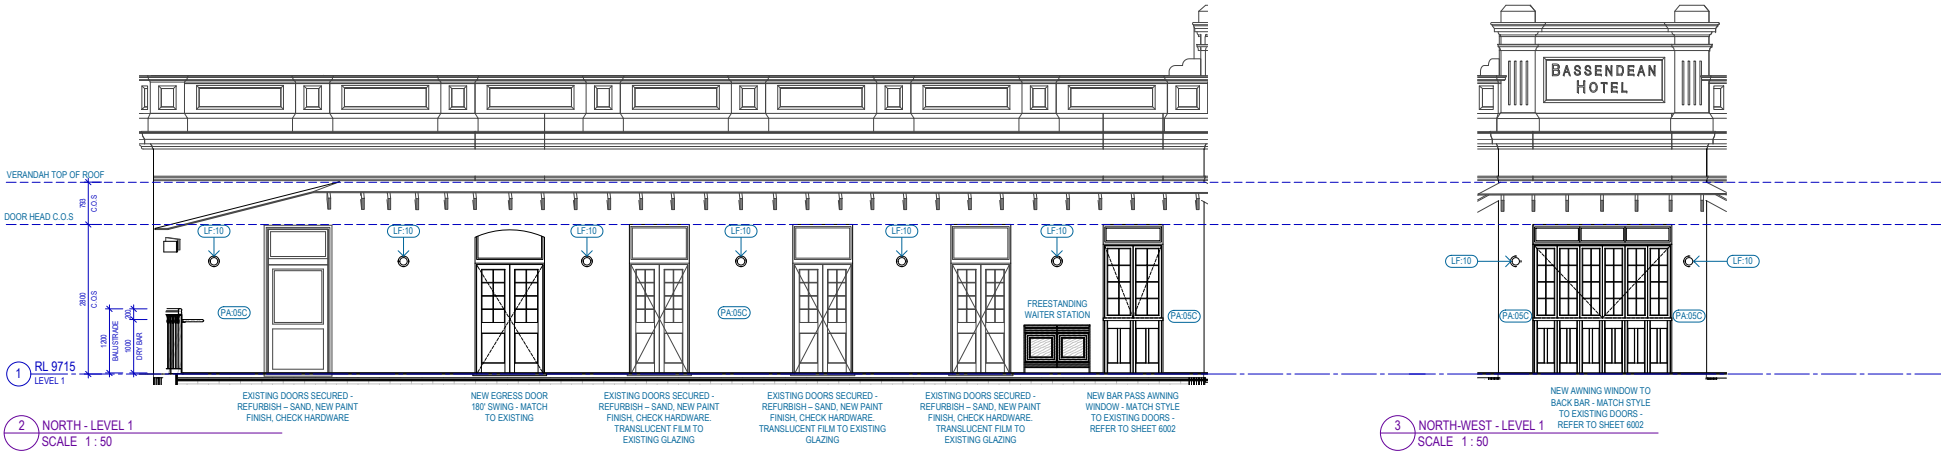 BASSENDEAN
HOTEL
VERANDAH TOP OF ROOF
793
C.O.S
DOOR HEAD C.O.S
2800
C.O.S
1200
BALUSTRADE
200
1000
DRY BAR
LF:10
LF:10
LF:10
LF:10
LF:10
LF:10
LF:10
LF:10
PA:05C
PA:05C
PA:05C
PA:05C
PA:05C
FREESTANDING
WAITER STATION
1
RL 9715
LEVEL 1
EXISTING DOORS SECURED -
REFURBISH – SAND, NEW PAINT
FINISH, CHECK HARDWARE
NEW EGRESS DOOR
180' SWING - MATCH
TO EXISTING
EXISTING DOORS SECURED -
REFURBISH – SAND, NEW PAINT
FINISH, CHECK HARDWARE.
TRANSLUCENT FILM TO
EXISTING GLAZING
EXISTING DOORS SECURED -
REFURBISH – SAND, NEW PAINT
FINISH, CHECK HARDWARE.
TRANSLUCENT FILM TO EXISTING
GLAZING
EXISTING DOORS SECURED -
REFURBISH – SAND, NEW PAINT
FINISH, CHECK HARDWARE.
TRANSLUCENT FILM TO
EXISTING GLAZING
NEW BAR PASS AWNING
WINDOW - MATCH STYLE
TO EXISTING DOORS -
REFER TO SHEET 6002
NEW AWNING WINDOW TO
BACK BAR - MATCH STYLE
TO EXISTING DOORS -
REFER TO SHEET 6002
2
NORTH - LEVEL 1
SCALE 1 : 50
3
NORTH-WEST - LEVEL 1
SCALE 1 : 50